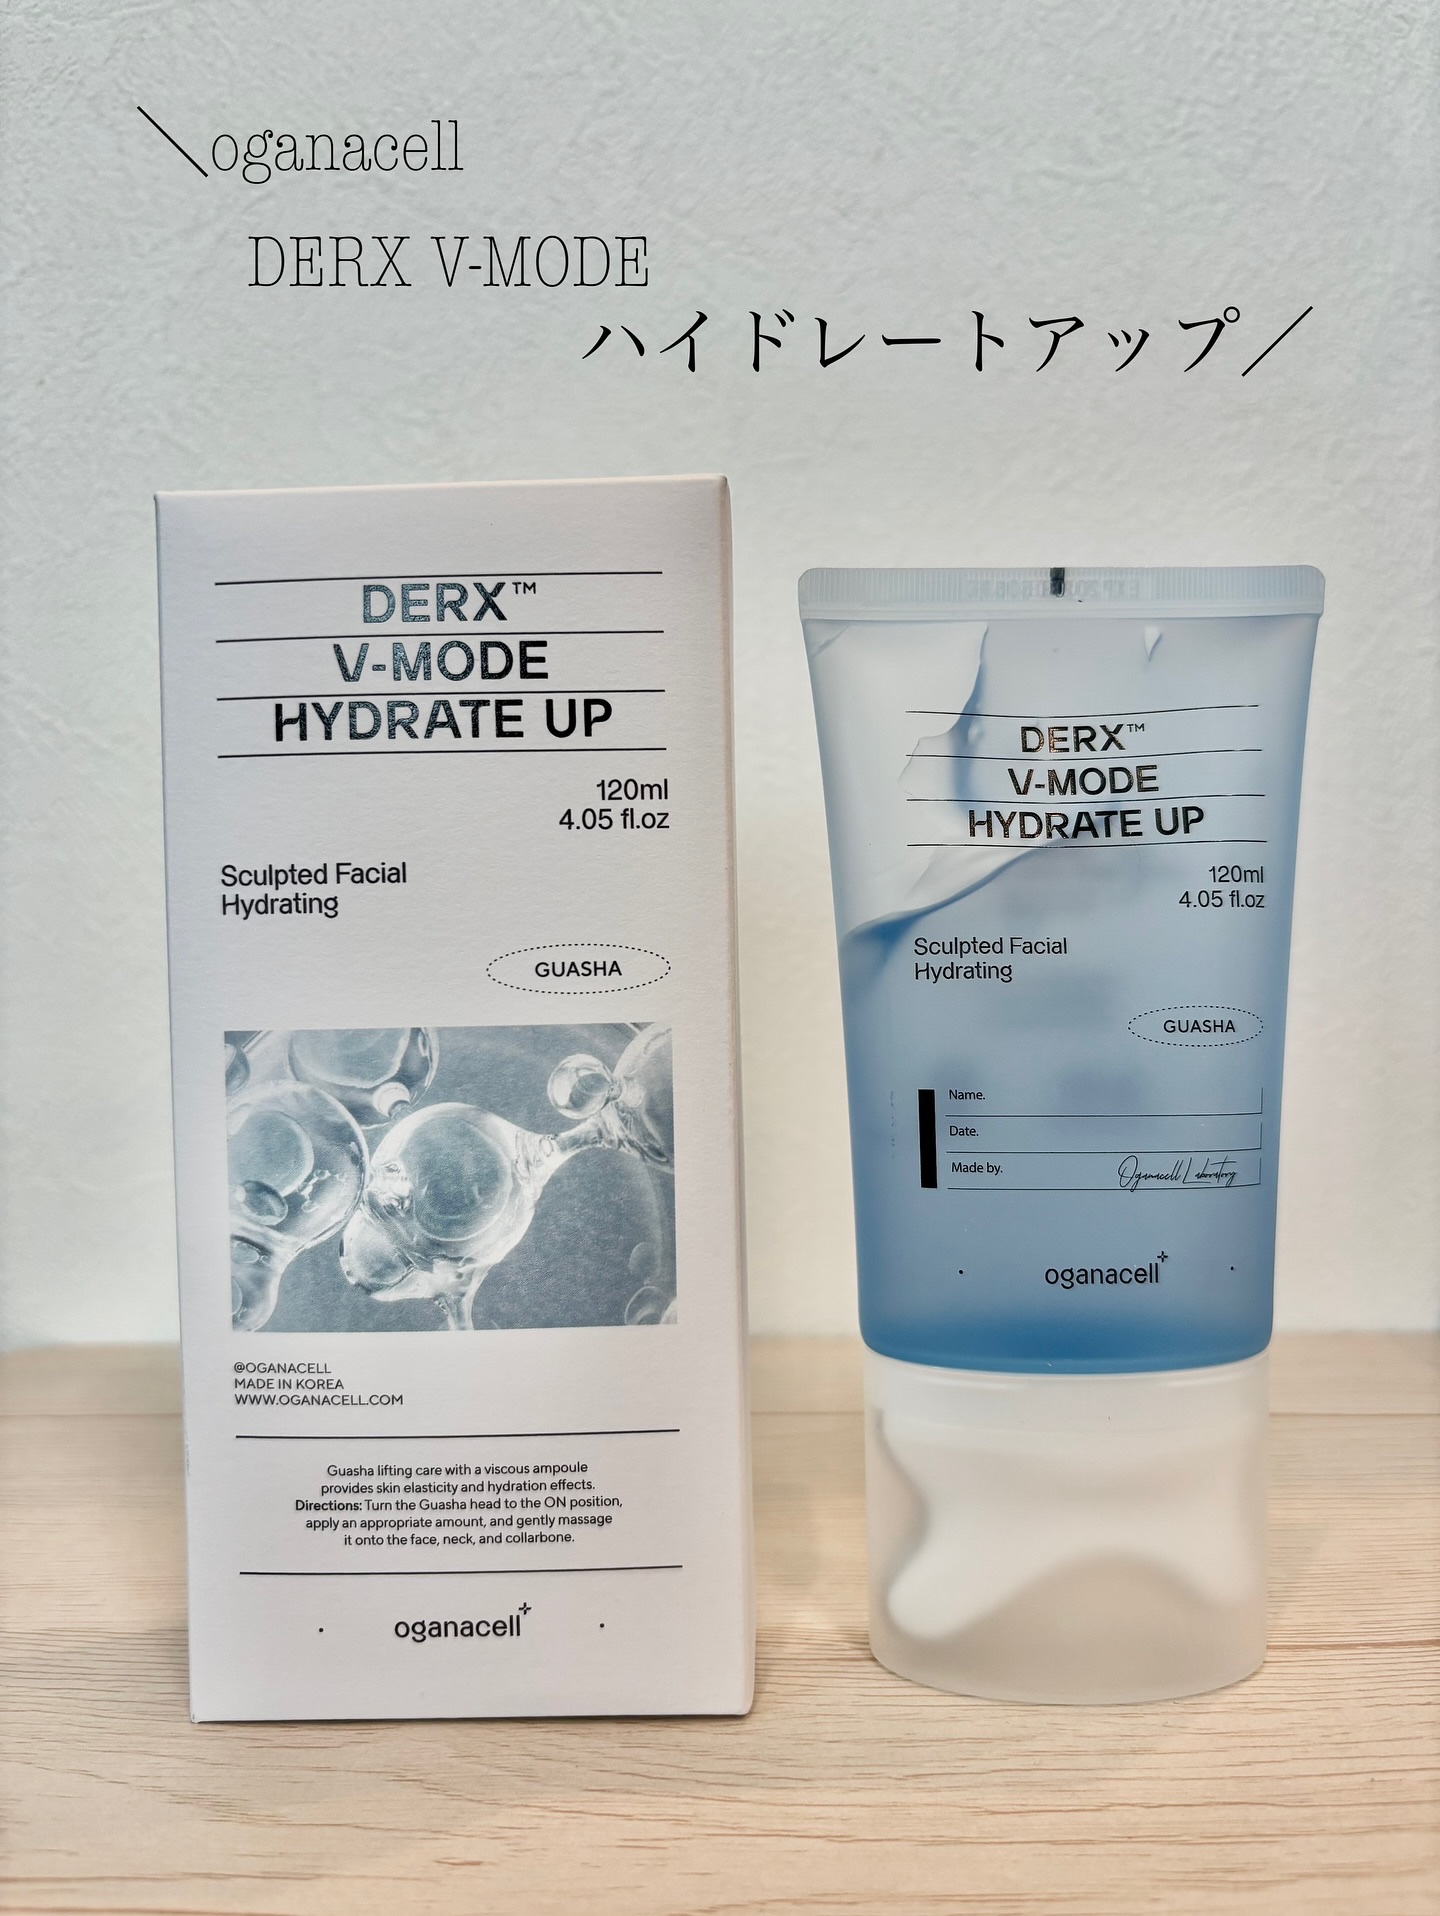 ＼oganacell
DERX V-MODE
ハイドレートアップ／
DERX™
V-MODE
HYDRATE UP
120ml
4.05 fl.oz
Sculpted Facial
Hydrating
GUASHA
@OGANACELL
MADE IN KOREA
WWW.OGANACELL.COM
Guasha lifting care with a viscous ampoule
provides skin elasticity and hydration effects.
Directions: Turn the Guasha head to the ON position,
apply an appropriate amount, and gently massage
it onto the face, neck, and collarbone.
oganacell
DERX™
V-MODE
HYDRATE UP
120ml
4.05 fl.oz
Sculpted Facial
Hydrating
GUASHA
Name.
Date.
Made by. Oganacell Laboratory
oganacell